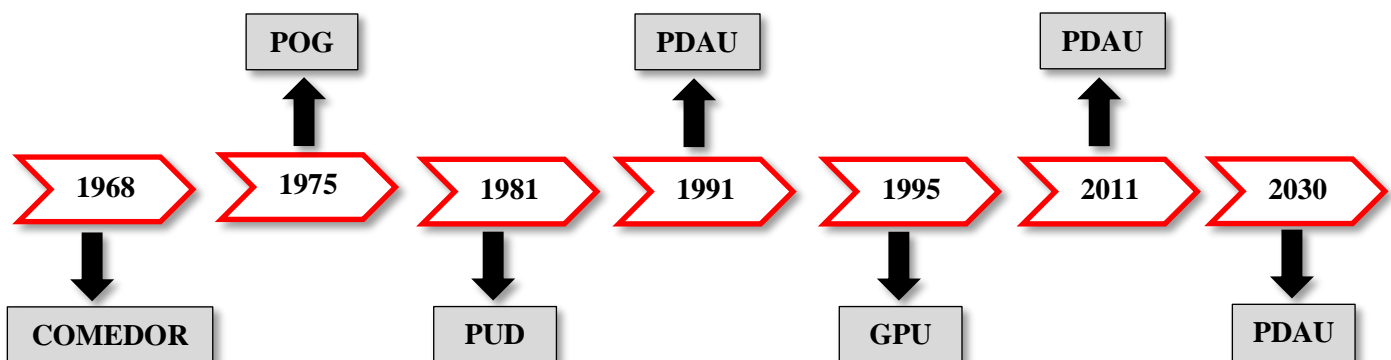 POG
PDAU
PDAU
1968
1975
1981
1991
1995
2011
2030
COMEDOR
PUD
GPU
PDAU